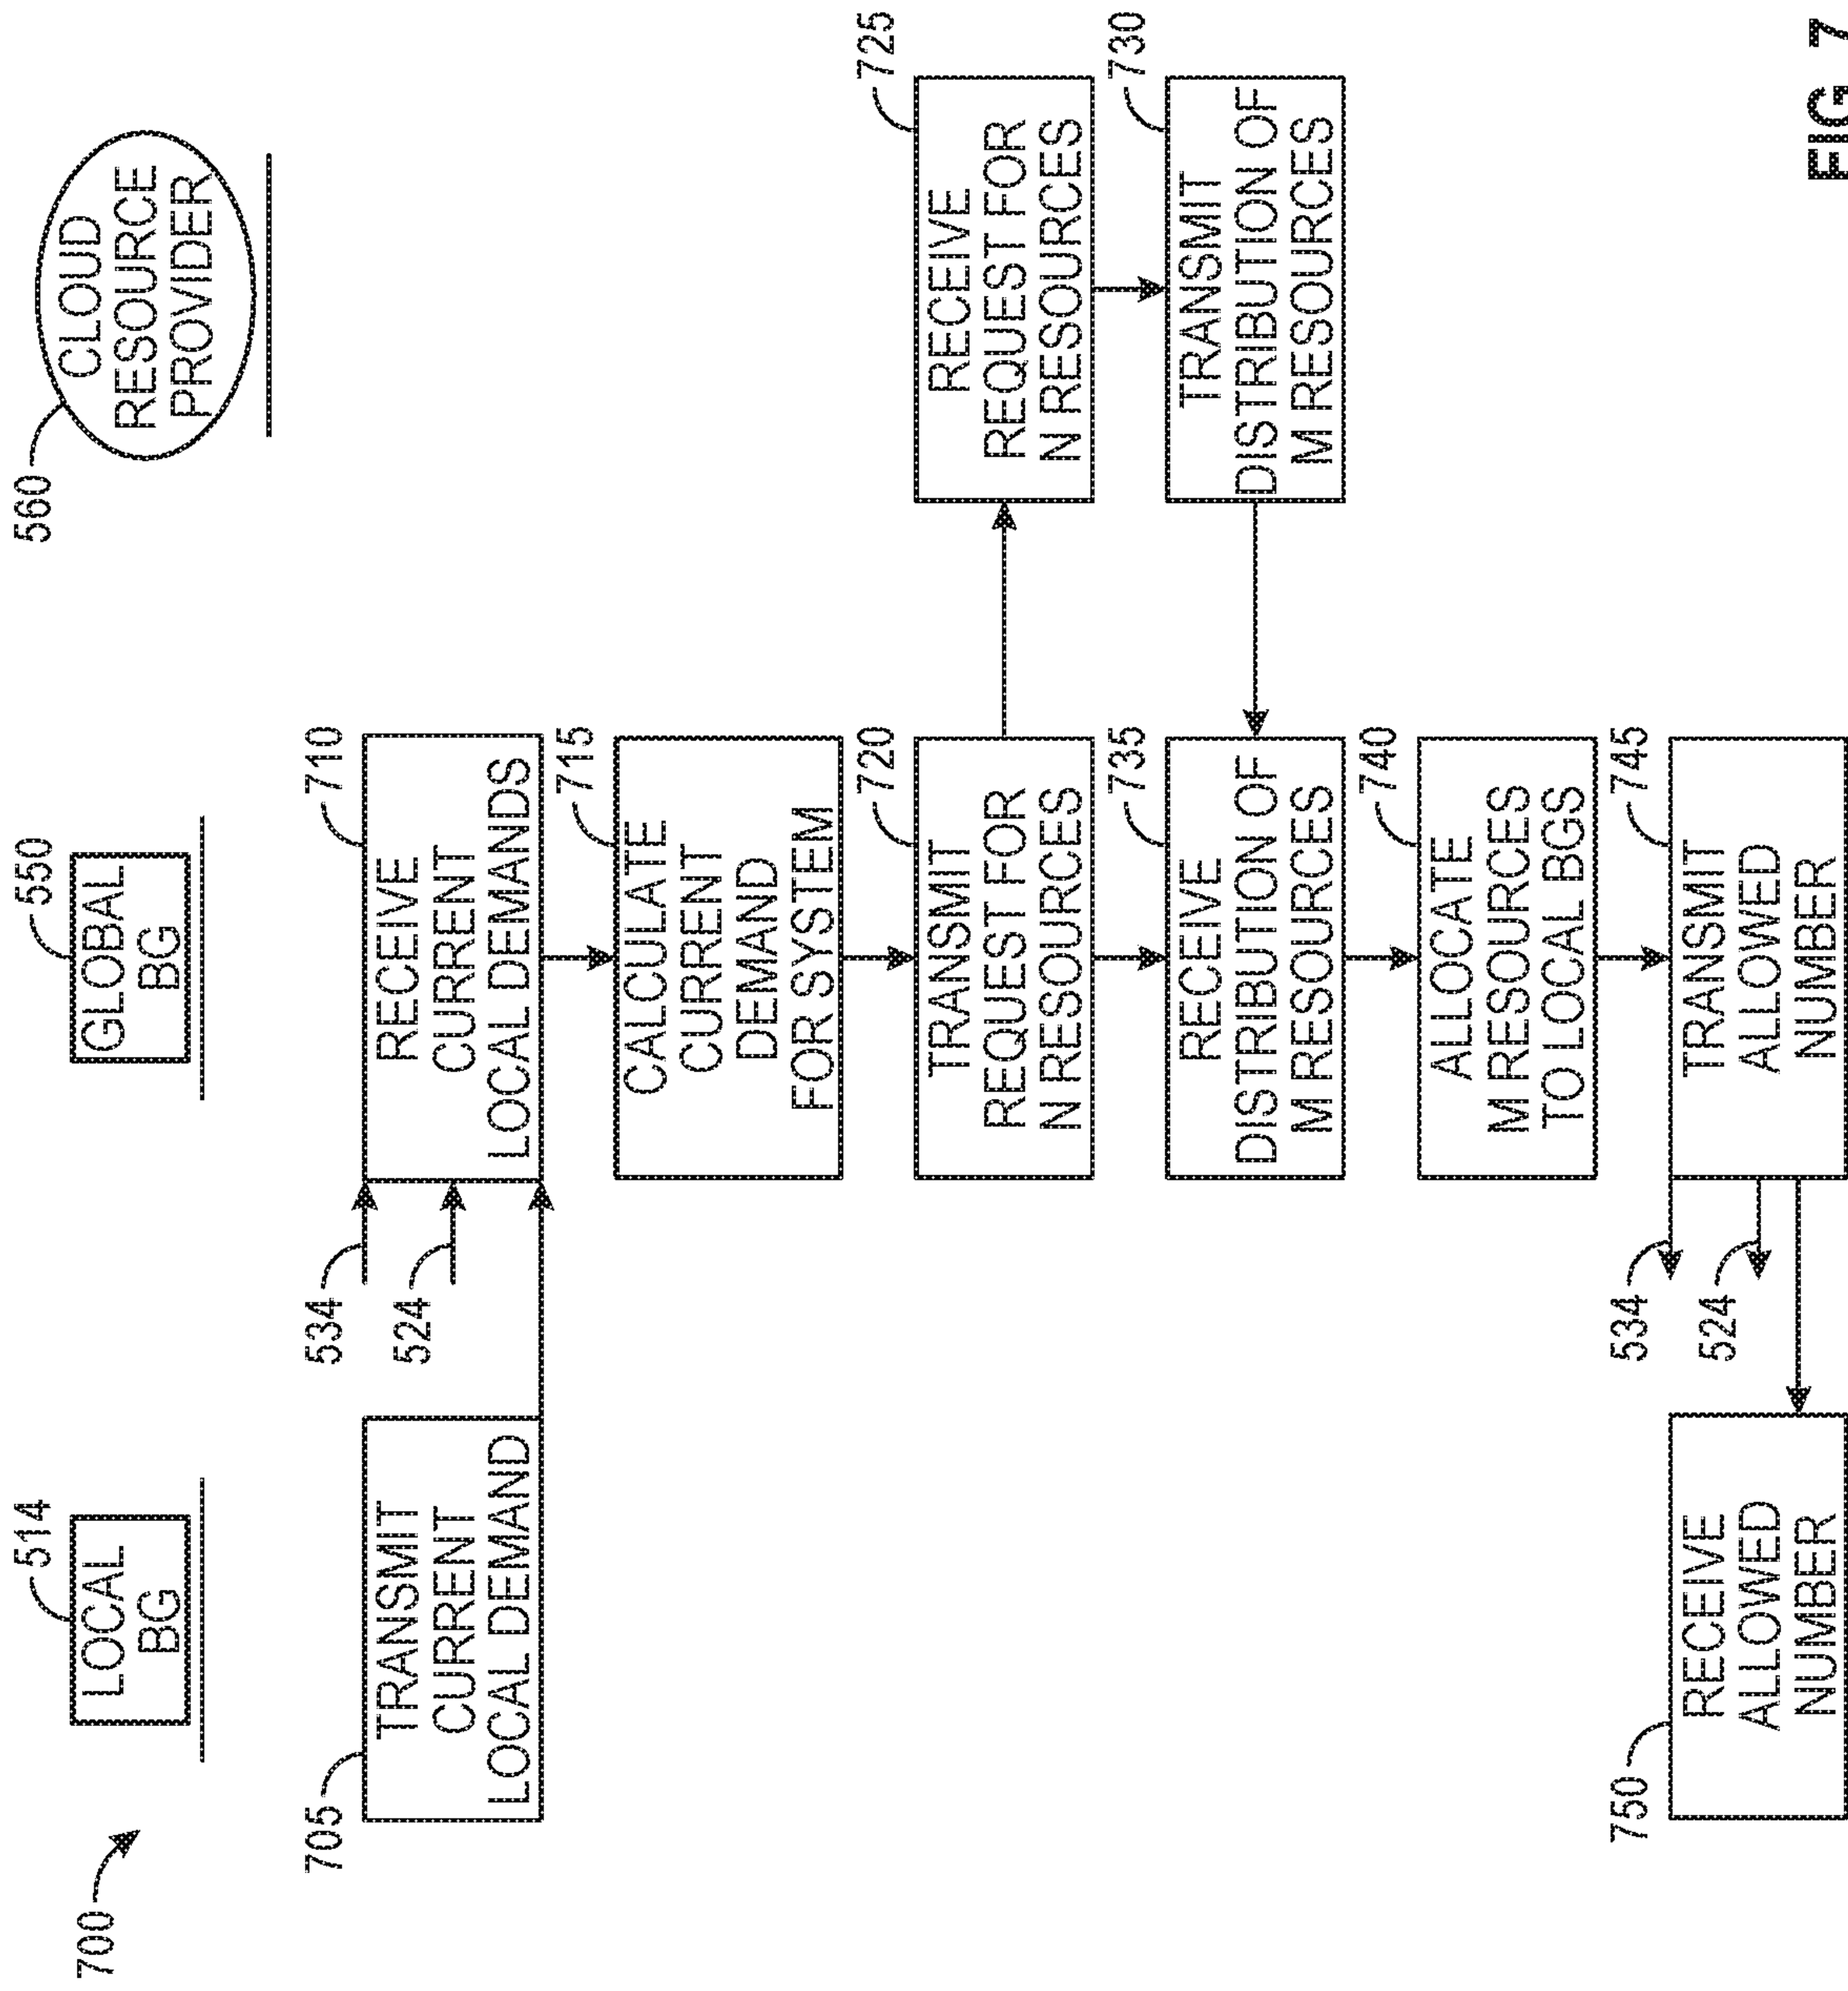 700
514
LOCAL
BG
550
GLOBAL
BG
560
CLOUD
RESOURCE
PROVIDER
705
TRANSMIT
CURRENT
LOCAL DEMAND
534
524
710
RECEIVE
CURRENT
LOCAL DEMANDS
715
CALCULATE
CURRENT
DEMAND
FOR SYSTEM
720
TRANSMIT
REQUEST FOR
N RESOURCES
725
RECEIVE
REQUEST FOR
N RESOURCES
730
TRANSMIT
DISTRIBUTION OF
M RESOURCES
735
RECEIVE
DISTRIBUTION OF
M RESOURCES
740
ALLOCATE
M RESOURCES
TO LOCAL BGS
745
TRANSMIT
ALLOWED
NUMBER
534
524
750
RECEIVE
ALLOWED
NUMBER
FIG. 7